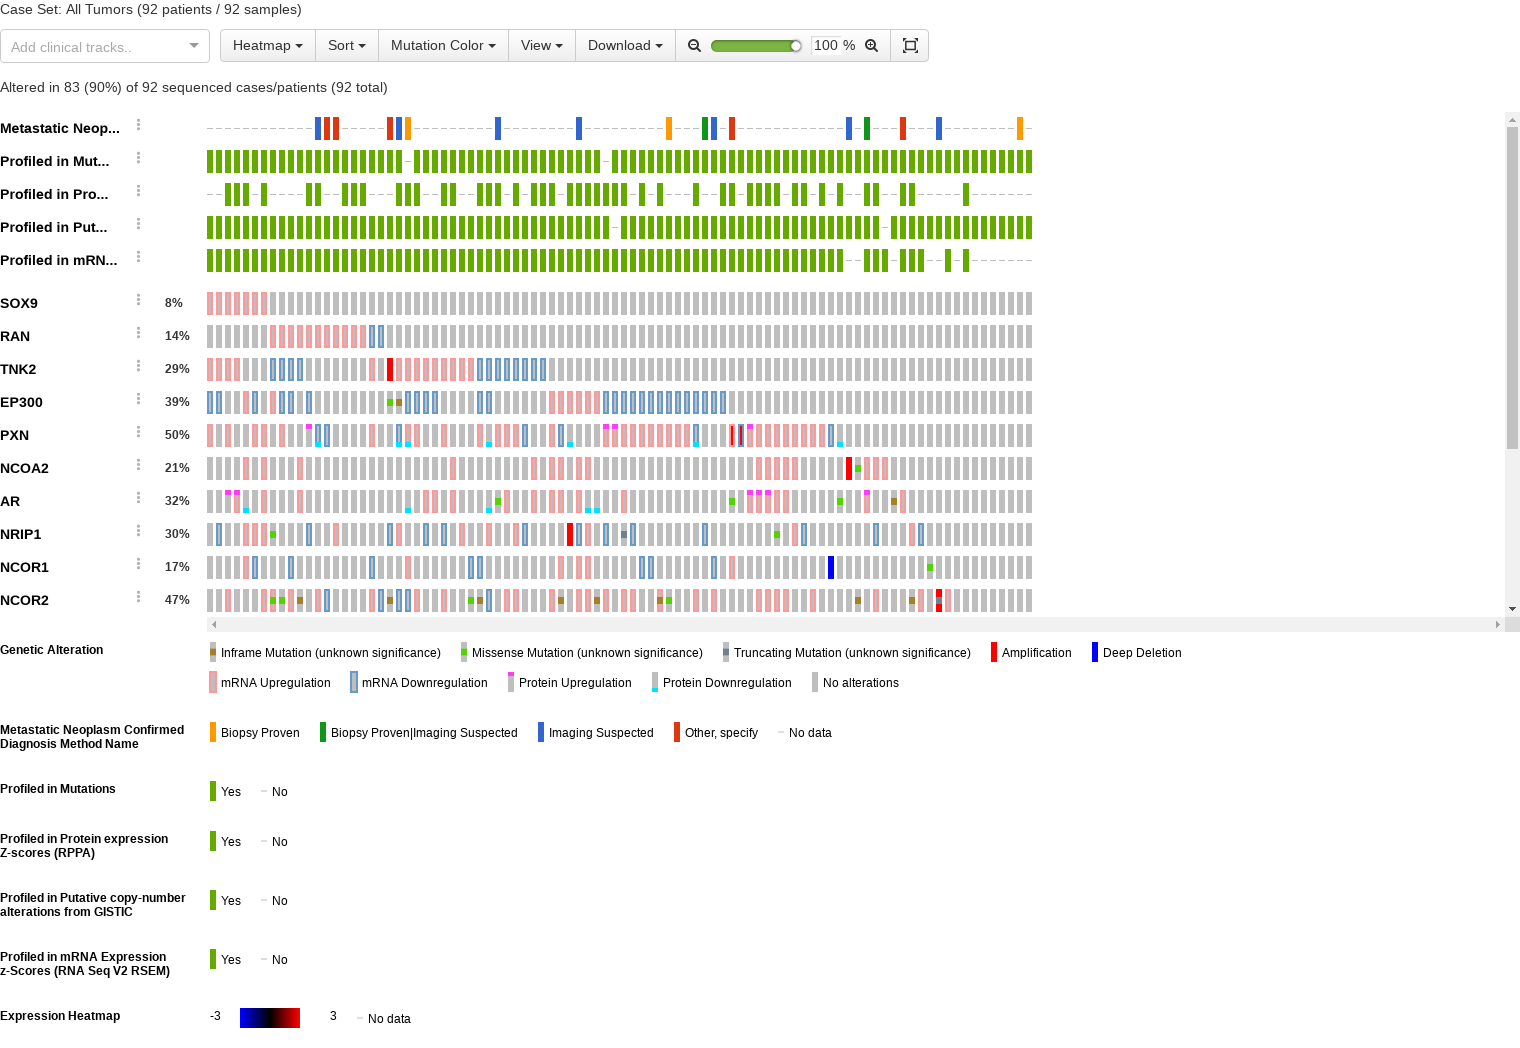 Case Set: All Tumors (92 patients / 92 samples)
Add clinical tracks.. Heatmap Sort Mutation Color View Download 100 %
Altered in 83 (90%) of 92 sequenced cases/patients (92 total)
Metastatic Neop...
Profiled in Mut...
Profiled in Pro...
Profiled in Put...
Profiled in mRN...
SOX9 8%
RAN 14%
TNK2 29%
EP300 39%
PXN 50%
NCOA2 21%
AR 32%
NRIP1 30%
NCOR1 17%
NCOR2 47%
Genetic Alteration Inframe Mutation (unknown significance) Missense Mutation (unknown significance) Truncating Mutation (unknown significance) Amplification Deep Deletion
mRNA Upregulation mRNA Downregulation Protein Upregulation Protein Downregulation No alterations
Metastatic Neoplasm Confirmed
Diagnosis Method Name
Biopsy Proven Biopsy Proven|Imaging Suspected Imaging Suspected Other, specify No data
Profiled in Mutations Yes No
Profiled in Protein expression
Z-scores (RPPA)
Yes No
Profiled in Putative copy-number
alterations from GISTIC
Yes No
Profiled in mRNA Expression
z-Scores (RNA Seq V2 RSEM)
Yes No
Expression Heatmap -3 3 No data